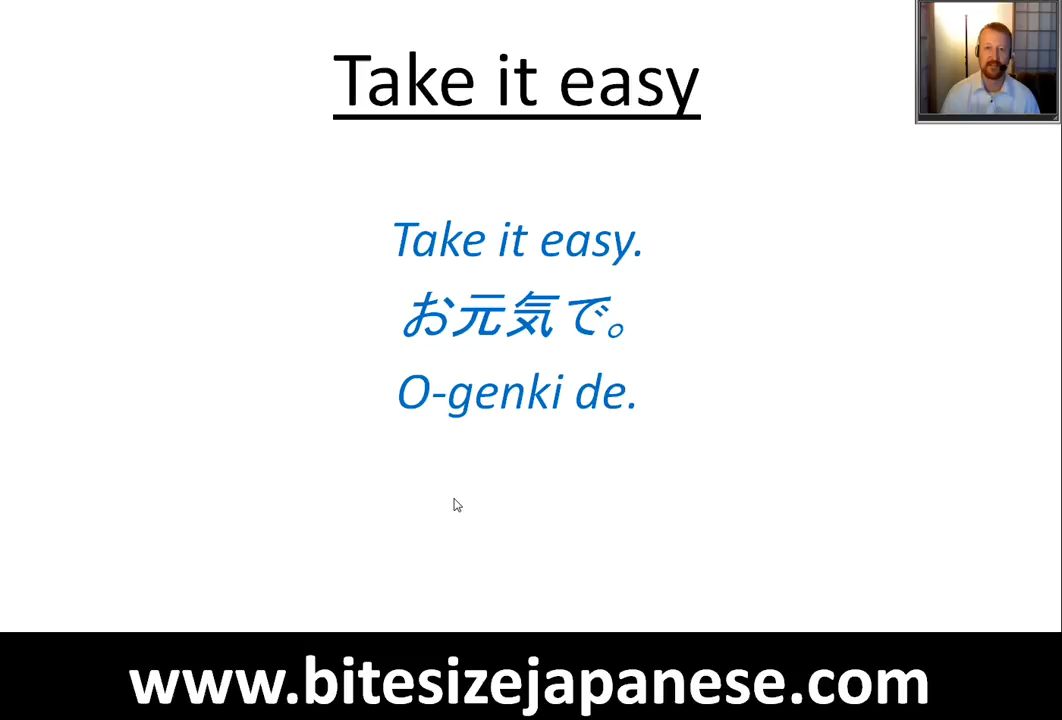 Take it easy
Take it easy.
お元気で。
O-genki de.
www.bitesizejapanese.com